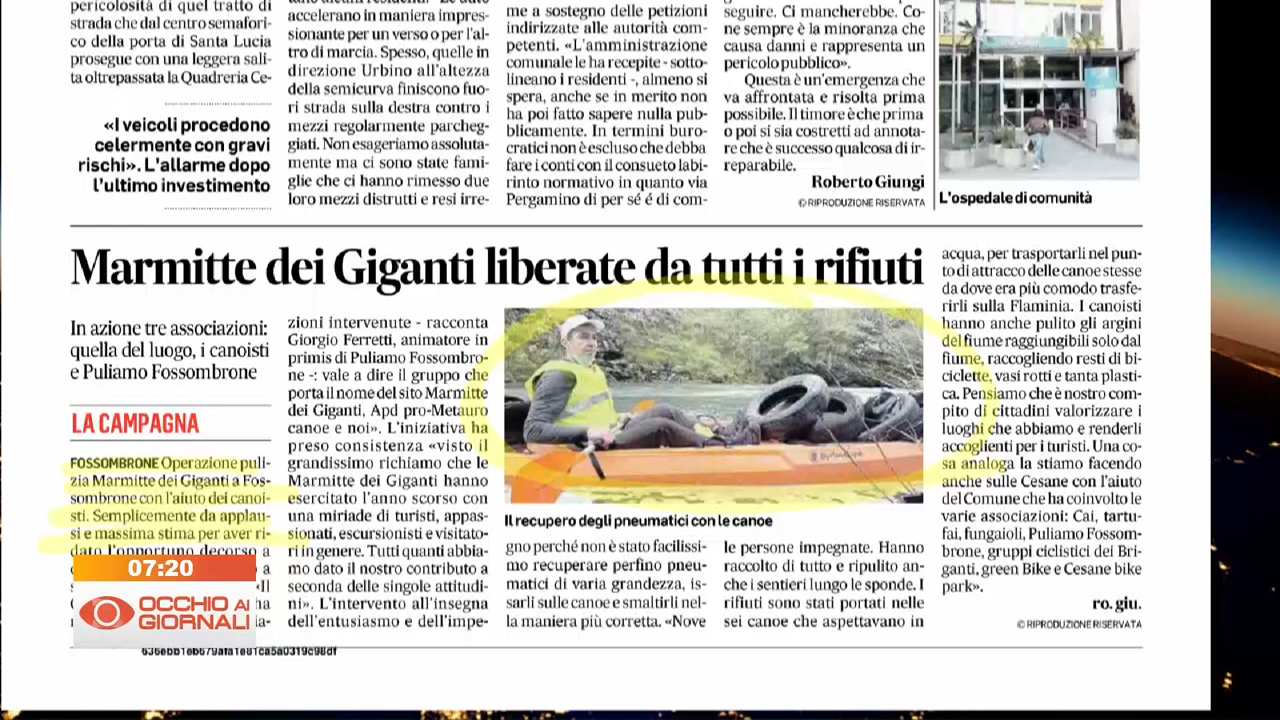 pericolosità di quel tratto di
strada che dal centro semafori-
co della porta di Santa Lucia
prosegue con una leggera sali-
ta oltrepassata la Quadreria Ce-
«I veicoli procedono
celermente con gravi
rischi». L'allarme dopo
l'ultimo investimento
accelerano in maniera impres-
sionante per un verso o per l'al-
tro di marcia. Spesso, quelle in
direzione Urbino all'altezza
della semicurva finiscono fuo-
ri strada sulla destra contro i
mezzi regolarmente parcheg-
giati. Non esageriamo assoluta-
mente ma ci sono state fami-
glie che ci hanno rimesso due
loro mezzi distrutti e resi irre-
me a sostegno delle petizioni
indirizzate alle autorità com-
petenti. «L'amministrazione
comunale le ha recepite - sotto-
lineano i residenti -, almeno si
spera, anche se in merito non
ha poi fatto sapere nulla pub-
blicamente. In termini buro-
cratici non è escluso che debba
fare i conti con il consueto labi-
rinto normativo in quanto via
Pergamino di per sé é di com-
seguire. Ci mancherebbe. Co-
ne sempre è la minoranza che
causa danni e rappresenta un
pericolo pubblico».
Questa è un'emergenza che
va affrontata e risolta prima
possibile. Il timore è che prima
o poi si sia costretti ad annota-
re che è successo qualcosa di ir-
reparabile.
Roberto Giungi
© RIPRODUZIONE RISERVATA
L'ospedale di comunità
Marmitte dei Giganti liberate da tutti i rifiuti
In azione tre associazioni:
quella del luogo, i canoisti
e Puliamo Fossombrone
LA CAMPAGNA
FOSSOMBRONE Operazione puli-
zia Marmitte dei Giganti a Fos-
sombrone con l'aiuto dei canoi-
sti. Semplicemente da applau-
si e massima stima per aver ri-
dato l'opportuno decorso a
zioni intervenute - racconta
Giorgio Ferretti, animatore in
primis di Puliamo Fossombro-
ne -: vale a dire il gruppo che
porta il nome del sito Marmitte
dei Giganti, Apd pro-Metauro
canoe e noi». L'iniziativa ha
preso consistenza «visto il
grandissimo richiamo che le
Marmitte dei Giganti hanno
esercitato l'anno scorso con
una miriade di turisti, appas-
sionati, escursionisti e visitato-
ri in genere. Tutti quanti abbia-
mo dato il nostro contributo a
seconda delle singole attitudi-
ni». L'intervento all'insegna
dell'entusiasmo e dell'impe-
Il recupero degli pneumatici con le canoe
gno perché non è stato facilissi-
mo recuperare perfino pneu-
matici di varia grandezza, is-
sarli sulle canoe e smaltirli nel-
la maniera più corretta. «Nove
le persone impegnate. Hanno
raccolto di tutto e ripulito an-
che i sentieri lungo le sponde. I
rifiuti sono stati portati nelle
sei canoe che aspettavano in
acqua, per trasportarli nel pun-
to di attracco delle canoe stesse
da dove era più comodo trasfe-
rirli sulla Flaminia. I canoisti
hanno anche pulito gli argini
del fiume raggiungibili solo dal
fiume, raccogliendo resti di bi-
ciclette, vasi rotti e tanta plasti-
ca. Pensiamo che è nostro com-
pito di cittadini valorizzare i
luoghi che abbiamo e renderli
accoglienti per i turisti. Una co-
sa analoga la stiamo facendo
anche sulle Cesane con l'aiuto
del Comune che ha coinvolto le
varie associazioni: Cai, tartu-
fai, fungaioli, Puliamo Fossom-
brone, gruppi ciclistici dei Bri-
ganti, green Bike e Cesane bike
park».
ro. giu.
© RIPRODUZIONE RISERVATA
07:20
OCCHIO AI
GIORNALI